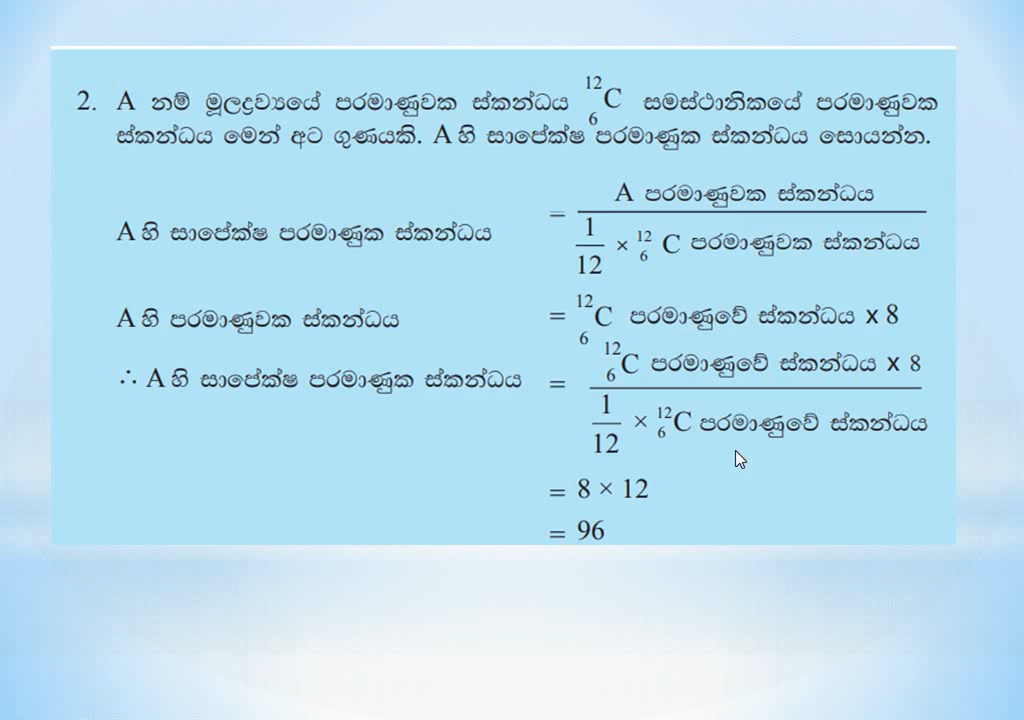 2. A නම් මූලද්‍රව්‍යයේ පරමාණුවක ස්කන්ධය ¹²₆C සමස්ථානිකයේ පරමාණුවක
ස්කන්ධය මෙන් අට ගුණයකි. A හි සාපේක්ෂ පරමාණුක ස්කන්ධය සොයන්න.
A හි සාපේක්ෂ පරමාණුක ස්කන්ධය = A පරමාණුවක ස්කන්ධය
1/12 × ¹²₆C පරමාණුවක ස්කන්ධය
A හි පරමාණුවක ස්කන්ධය = ¹²₆C පරමාණුවේ ස්කන්ධය x 8
∴ A හි සාපේක්ෂ පරමාණුක ස්කන්ධය = ¹²₆C පරමාණුවේ ස්කන්ධය x 8
1/12 × ¹²₆C පරමාණුවේ ස්කන්ධය
= 8 × 12
= 96